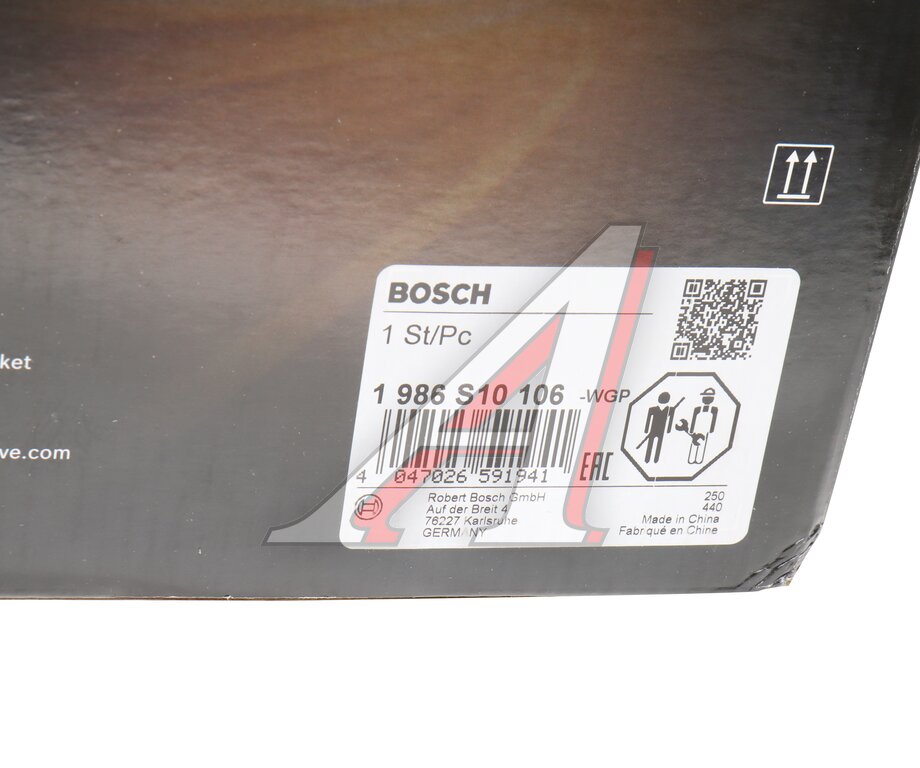 BOSCH
1 St/Pc
ket
1 986 S10 106 -WGP
ve.com
4 047026 591941
EAC
Robert Bosch GmbH
Auf der Breit 4
76227 Karlsruhe
GERMANY
250
440
Made in China
Fabriqué en Chine